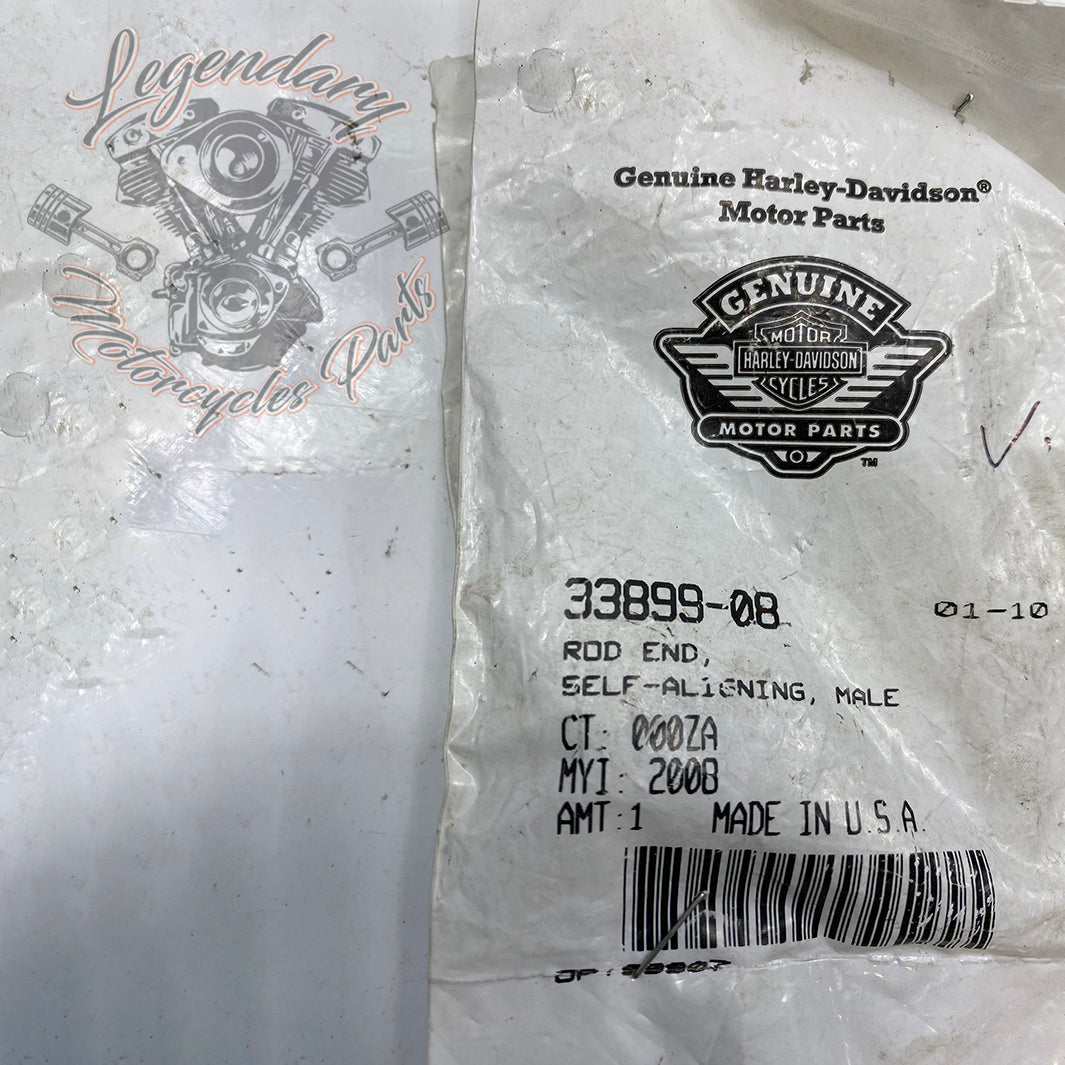 Legendary
Motorcycles Parts
Genuine Harley-Davidson®
Motor Parts
GENUINE
MOTOR
HARLEY-DAVIDSON
CYCLES
MOTOR PARTS
TM
V.
33899-08
01-10
ROD END,
SELF-ALIGNING, MALE
CT: 000ZA
MYI: 2008
AMT:1 MADE IN U.S.A.